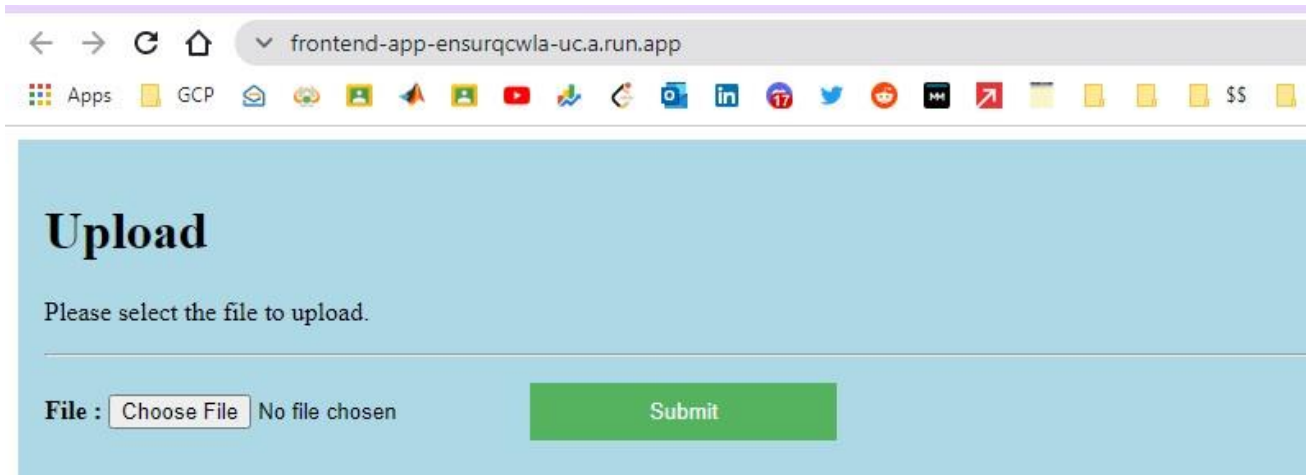 frontend-app-ensurqcwla-uc.a.run.app
Apps GCP 17 $$
Upload
Please select the file to upload.
File : Choose File No file chosen Submit